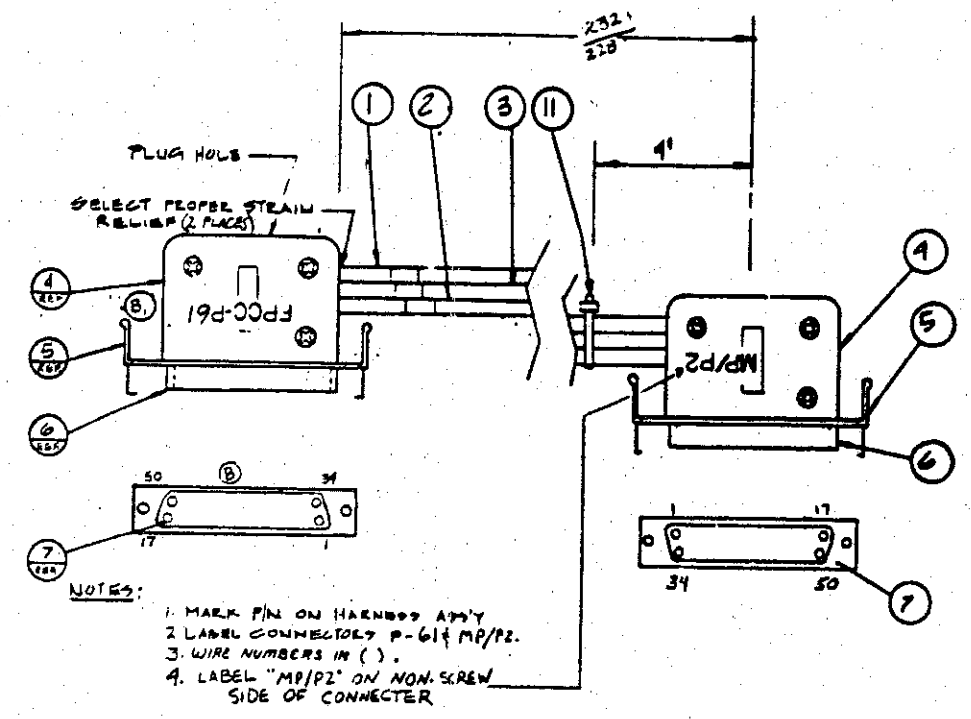 232
228
1
2
3
11
4'
PLUG HOLE
SELECT PROPER STRAIN
RELIEF (2 PLACES)
4
REF
B
5
REF
6
REF
FPCC-P61
"MP/P2"
4
5
6
50
B
34
17
1
7
REF
1
17
34
50
7
NOTES:
1. MARK P/N ON HARNESS ASS'Y
2 LABEL CONNECTORS P-61 & MP/P2.
3. WIRE NUMBERS IN ( ).
4. LABEL "MP/P2" ON NON-SCREW
SIDE OF CONNECTER